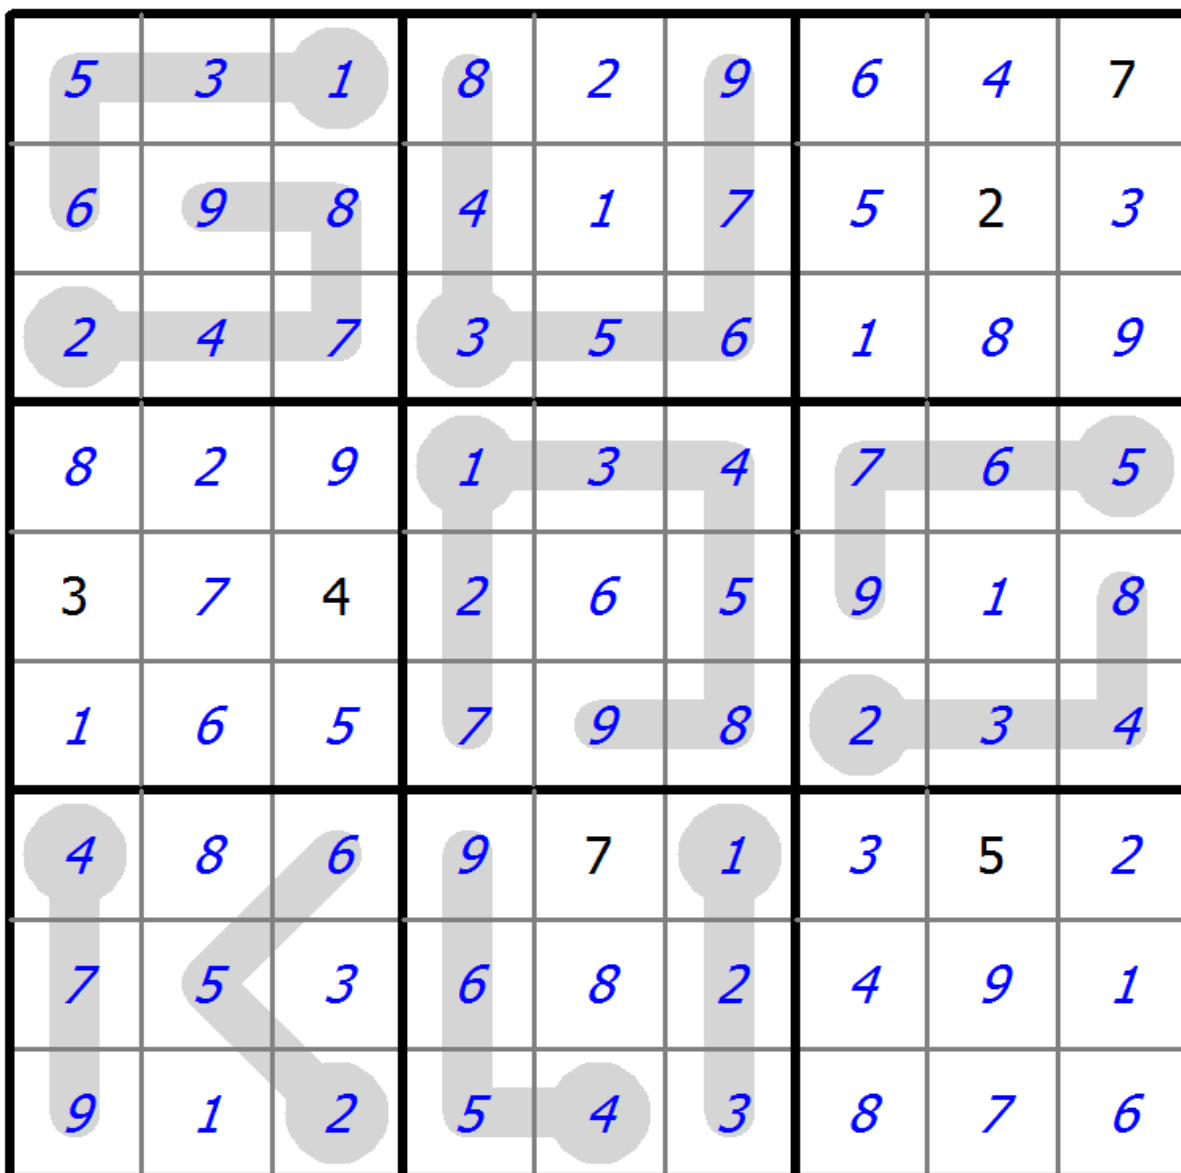 5 3 1 8 2 9 6 4 7
6 9 8 4 1 7 5 2 3
2 4 7 3 5 6 1 8 9
8 2 9 1 3 4 7 6 5
3 7 4 2 6 5 9 1 8
1 6 5 7 9 8 2 3 4
4 8 6 9 7 1 3 5 2
7 5 3 6 8 2 4 9 1
9 1 2 5 4 3 8 7 6